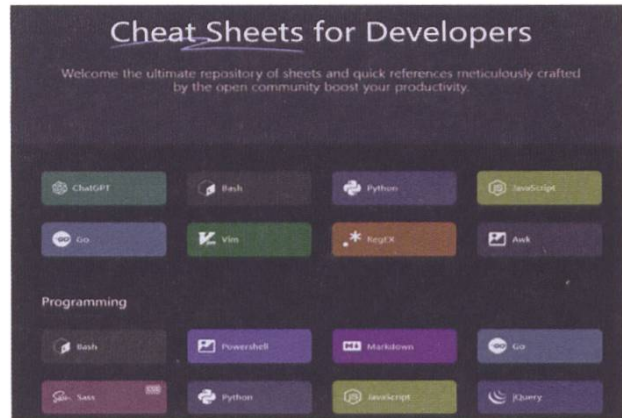 Cheat Sheets for Developers
Welcome the ultimate repository of sheets and quick references meticulously crafted
by the open community boost your productivity.
ChatGPT Bash Python JavaScript
Go Vim RegEX Awk
Programming
Bash Powershell Markdown Go
Sass CSS Python JavaScript jQuery